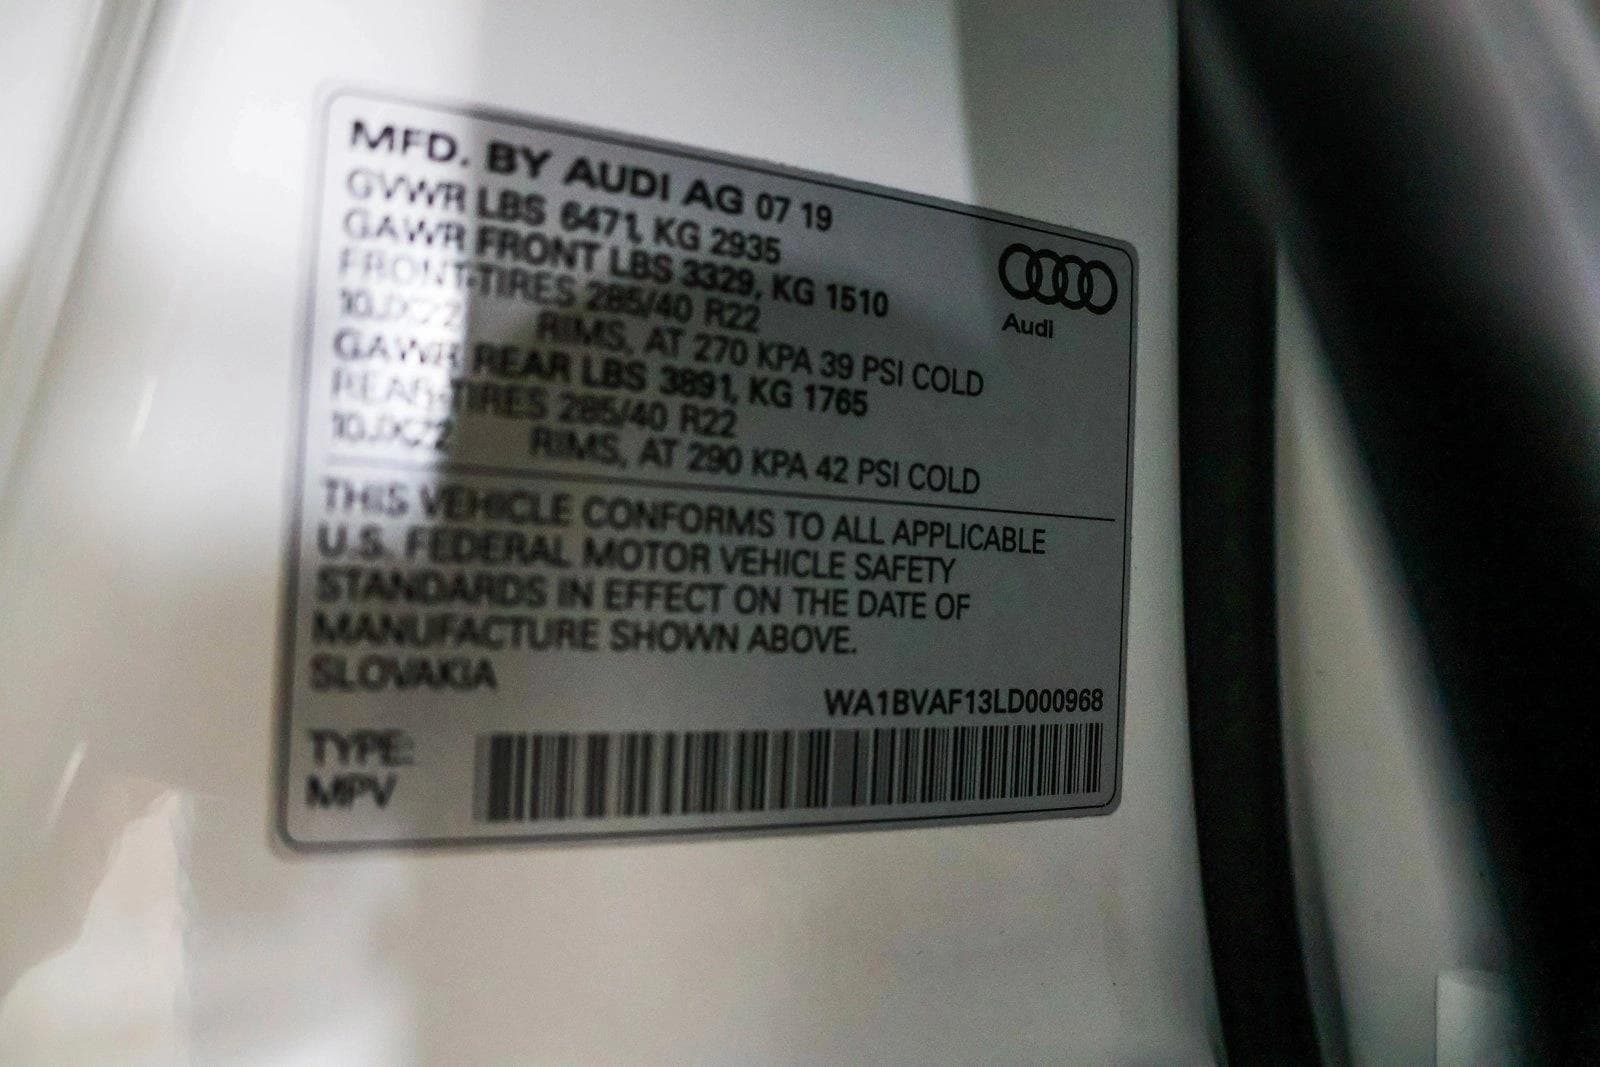 MFD. BY AUDI AG 07 19
GVWR LBS 6471, KG 2935
GAWR FRONT LBS 3329, KG 1510
FRONT-TIRES 285/40 R22
10JX22 RIMS, AT 270 KPA 39 PSI COLD
GAWR REAR LBS 3891, KG 1765
REAR-TIRES 285/40 R22
10JX22 RIMS, AT 290 KPA 42 PSI COLD
Audi
THIS VEHICLE CONFORMS TO ALL APPLICABLE
U.S. FEDERAL MOTOR VEHICLE SAFETY
STANDARDS IN EFFECT ON THE DATE OF
MANUFACTURE SHOWN ABOVE.
SLOVAKIA
WA1BVAF13LD000968
TYPE:
MPV